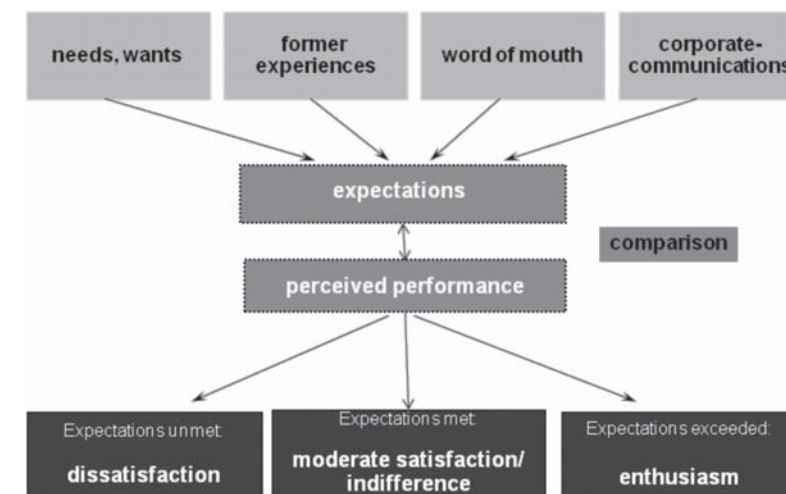 needs, wants
former
experiences
word of mouth
corporate-
communications
expectations
comparison
perceived performance
Expectations unmet:
dissatisfaction
Expectations met:
moderate satisfaction/
indifference
Expectations exceeded:
enthusiasm